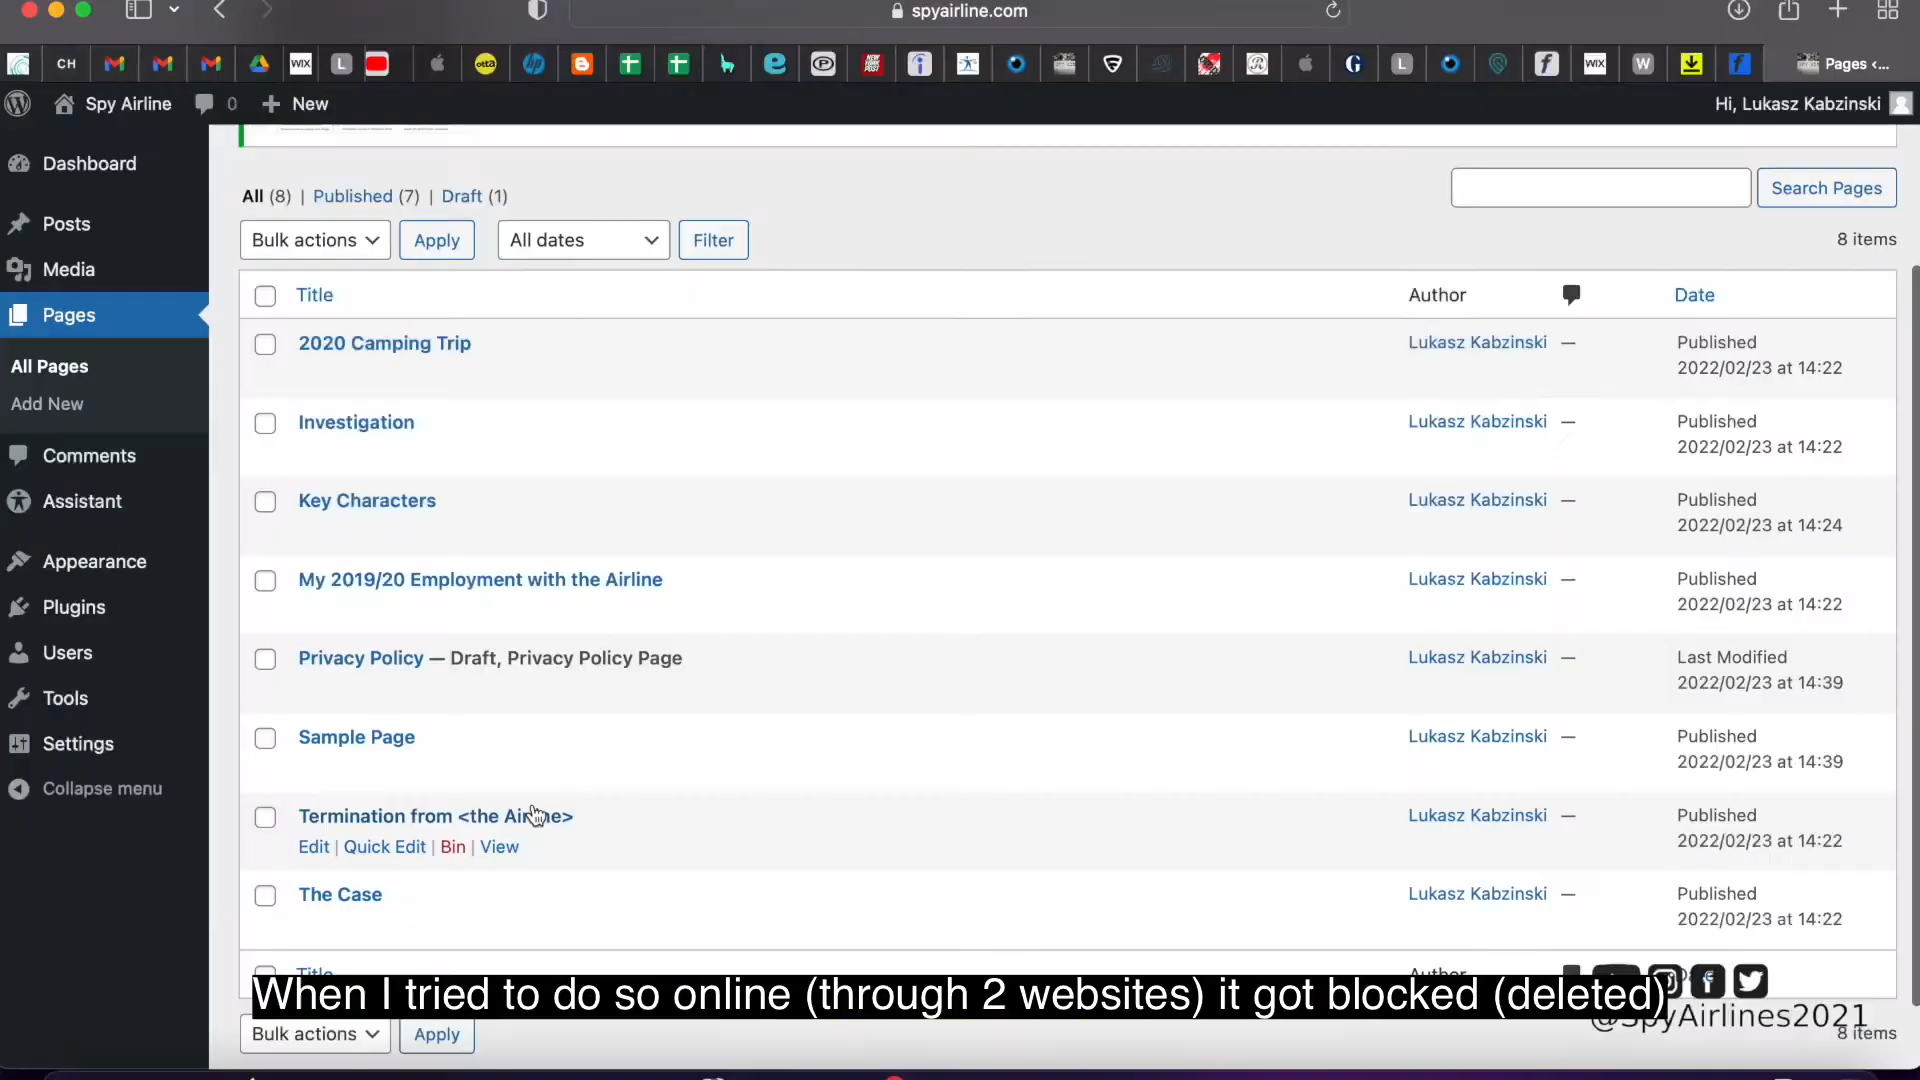 spyairline.com
CH
WIX
L
otta
hp
NEW YORK POST
G
L
WIX
W
Pages <...
Spy Airline
0
New
Hi, Lukasz Kabzinski
Dashboard
Posts
Media
Pages
All Pages
Add New
Comments
Assistant
Appearance
Plugins
Users
Tools
Settings
Collapse menu
All (8) | Published (7) | Draft (1)
Search Pages
Bulk actions
Apply
All dates
Filter
8 items
Title
Author
Date
2020 Camping Trip
Lukasz Kabzinski
—
Published
2022/02/23 at 14:22
Investigation
Lukasz Kabzinski
—
Published
2022/02/23 at 14:22
Key Characters
Lukasz Kabzinski
—
Published
2022/02/23 at 14:24
My 2019/20 Employment with the Airline
Lukasz Kabzinski
—
Published
2022/02/23 at 14:22
Privacy Policy — Draft, Privacy Policy Page
Lukasz Kabzinski
—
Last Modified
2022/02/23 at 14:39
Sample Page
Lukasz Kabzinski
—
Published
2022/02/23 at 14:39
Termination from <the Airline>
Lukasz Kabzinski
—
Published
2022/02/23 at 14:22
Edit | Quick Edit | Bin | View
The Case
Lukasz Kabzinski
—
Published
2022/02/23 at 14:22
Title
Author
When I tried to do so online (through 2 websites) it got blocked (deleted)
@SpyAirlines2021
Bulk actions
Apply
8 items